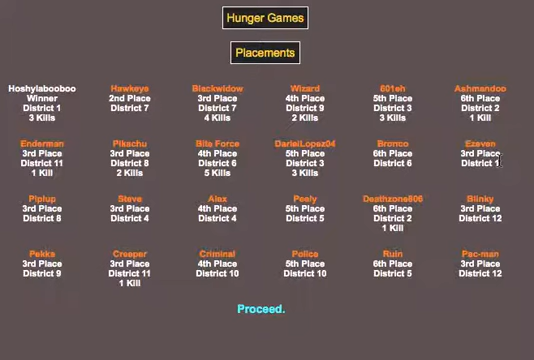 Hunger Games
Placements
Hoshylabooboo
Winner
District 1
3 Kills
Hawkeye
2nd Place
District 7
Blackwidow
3rd Place
District 7
4 Kills
Wizard
4th Place
District 9
2 Kills
601eh
5th Place
District 3
3 Kills
Ashmandoo
6th Place
District 2
1 Kill
Enderman
3rd Place
District 11
1 Kill
Pikachu
3rd Place
District 8
2 Kills
Bita Force
4th Place
District 6
5 Kills
5th Place
District 3
3 Kills
Bronco
6th Place
District 6
Ezeven
3rd Place
District 1
Piplup
3rd Place
District 8
Steve
3rd Place
District 4
Alex
4th Place
District 4
Peely
5th Place
District 5
Deathzone606
6th Place
District 2
1 Kill
Blinky
3rd Place
District 12
Pekka
3rd Place
District 9
Creeper
3rd Place
District 11
1 Kill
Criminal
4th Place
District 10
Police
5th Place
District 10
Ruin
6th Place
District 5
Pac-man
3rd Place
District 12
Proceed.